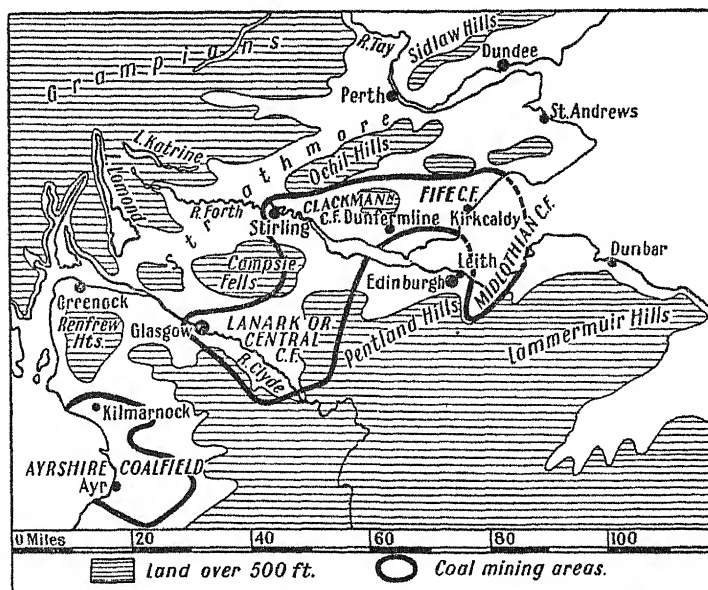 Grampians
R. Tay
Sidlaw Hills
Dundee
Perth
St. Andrews
L. Katrine
L. Lomond
Strathmore
Ochil Hills
R. Forth
Stirling
CLACKMANN
C.F.
Dunfermline
FIFE C.F.
Kirkcaldy
MIDLOTHIAN C.F.
Leith
Edinburgh
Dunbar
Campsie
Fells
Greenock
Renfrew
Hts.
Glasgow
LANARK OR
CENTRAL
C.F.
R. Clyde
Pentland Hills
Lammermuir Hills
Kilmarnock
AYRSHIRE COALFIELD
Ayr
0 Miles 20 40 60 80 100
land over 500 ft. Coal mining areas.